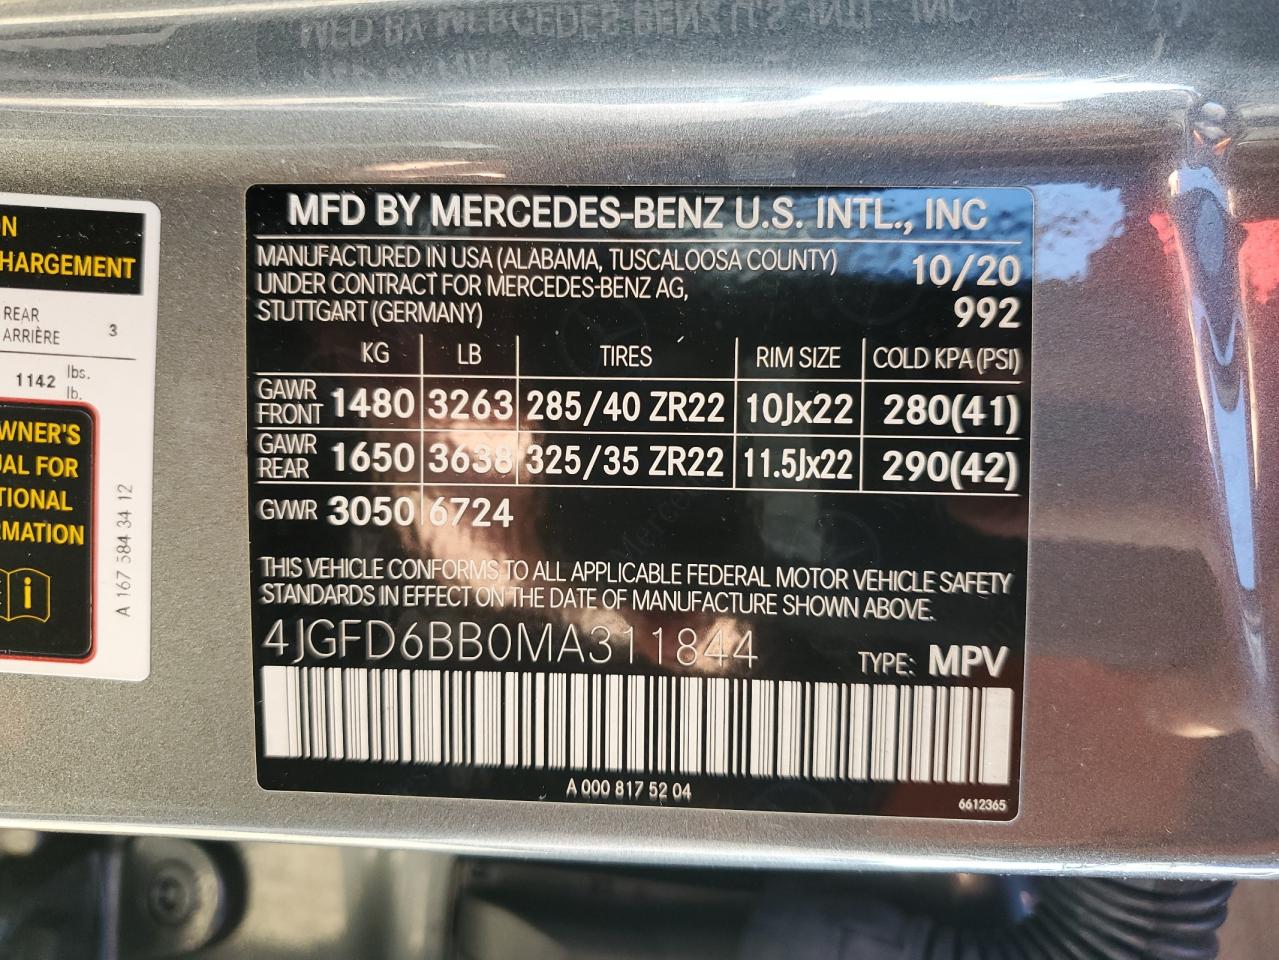 ON
HARGEMENT
REAR
ARRIÈRE 3
1142 lbs.
lb.
WNER'S
UAL FOR
TIONAL
RMATION
i
A 167 584 34 12
MFD BY MERCEDES-BENZ U.S. INTL., INC
MANUFACTURED IN USA (ALABAMA, TUSCALOOSA COUNTY) 10/20
UNDER CONTRACT FOR MERCEDES-BENZ AG,
STUTTGART (GERMANY) 992
KG LB TIRES RIM SIZE COLD KPA(PSI)
GAWR FRONT 1480 3263 285/40 ZR22 10Jx22 280(41)
GAWR REAR 1650 3638 325/35 ZR22 11.5Jx22 290(42)
GVWR 3050 6724
THIS VEHICLE CONFORMS TO ALL APPLICABLE FEDERAL MOTOR VEHICLE SAFETY
STANDARDS IN EFFECT ON THE DATE OF MANUFACTURE SHOWN ABOVE.
4JGFD6BB0MA311844 TYPE: MPV
A 000 817 52 04
6612365